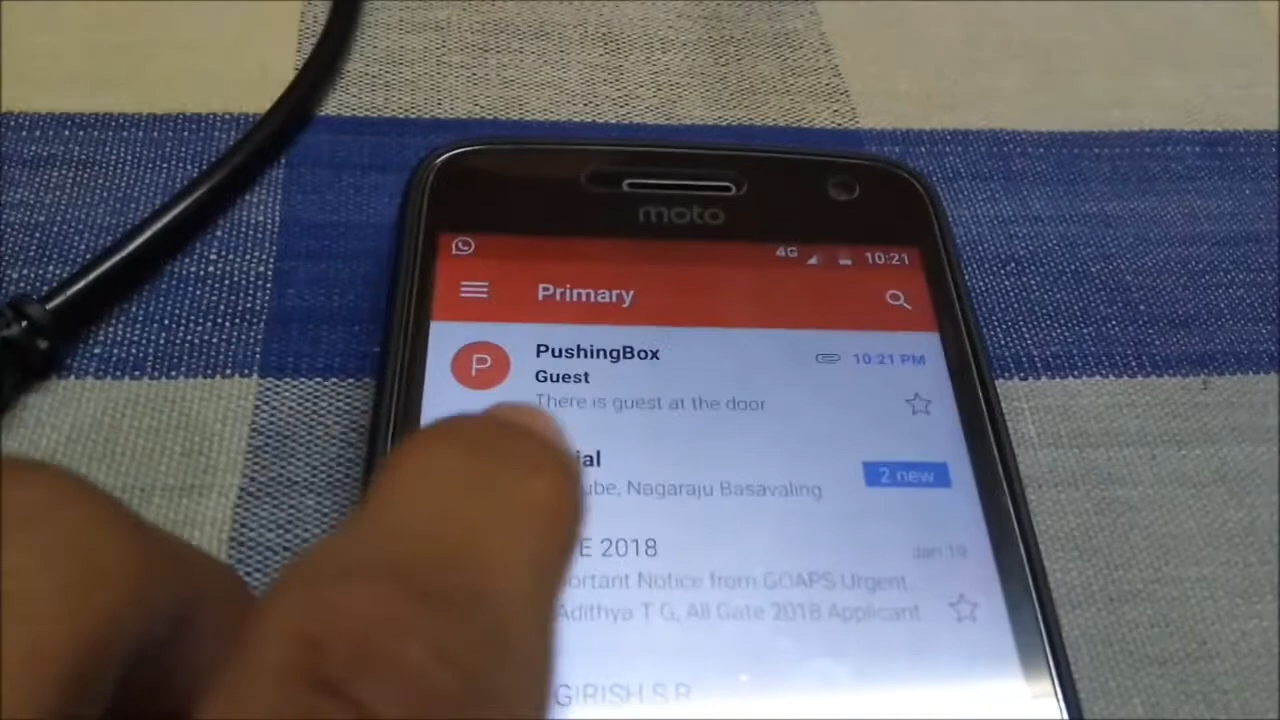 moto
4G 10:21
Primary
P
PushingBox 10:21 PM
Guest
There is guest at the door
ial
ube, Nagaraju Basavaling 2 new
E 2018 Jan 19
ortant Notice from GOAPS Urgent
Adithya T G, All Gate 2018 Applicant
GIRISH S R